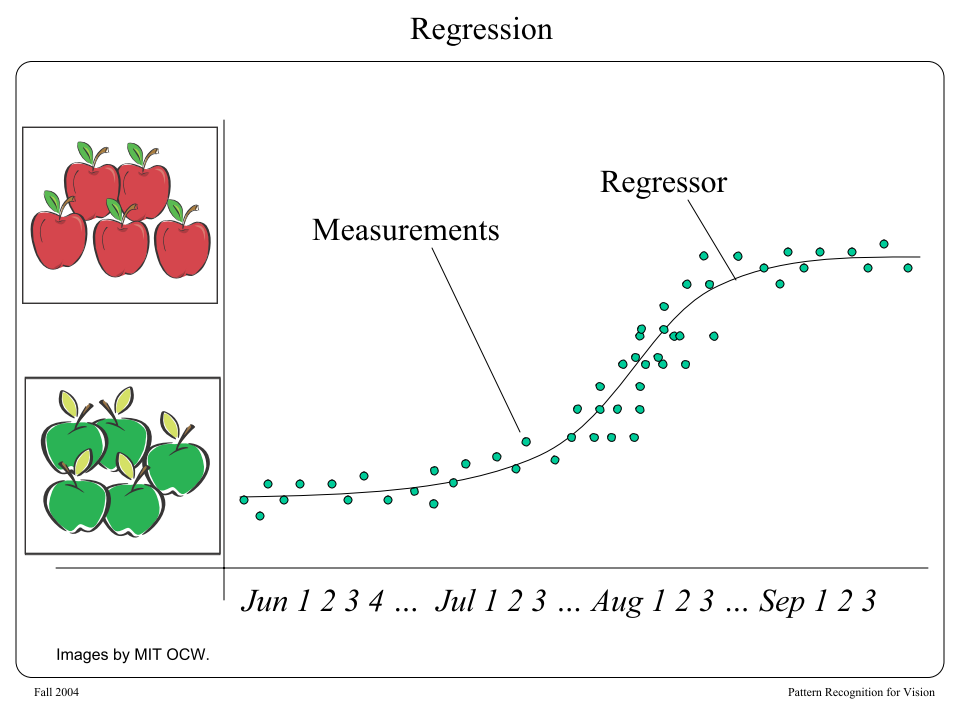 Regression
Regressor
Measurements
Jun 1 2 3 4 … Jul 1 2 3 … Aug 1 2 3 … Sep 1 2 3
Images by MIT OCW.
Fall 2004
Pattern Recognition for Vision